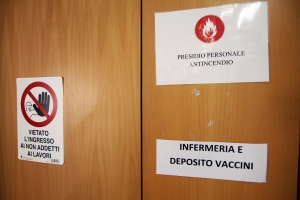 PRESIDIO PERSONALE
ANTINCENDIO
VIETATO
L'INGRESSO
AI NON ADDETTI
AI LAVORI
INFERMERIA E
DEPOSITO VACCINI